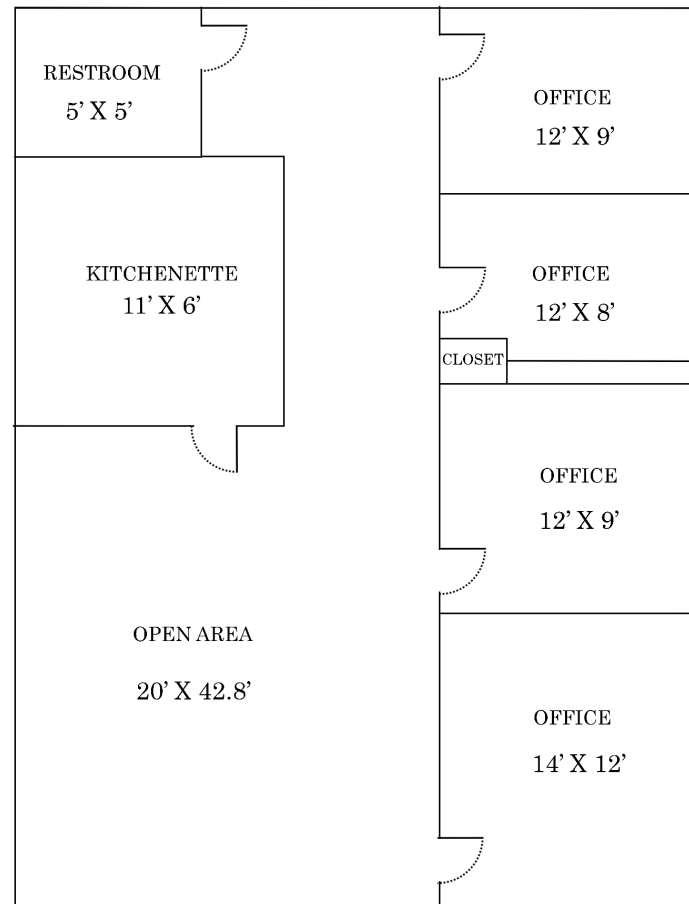 RESTROOM
5’ X 5’
OFFICE
12’ X 9’
KITCHENETTE
11’ X 6’
OFFICE
12’ X 8’
CLOSET
OFFICE
12’ X 9’
OPEN AREA
20’ X 42.8’
OFFICE
14’ X 12’